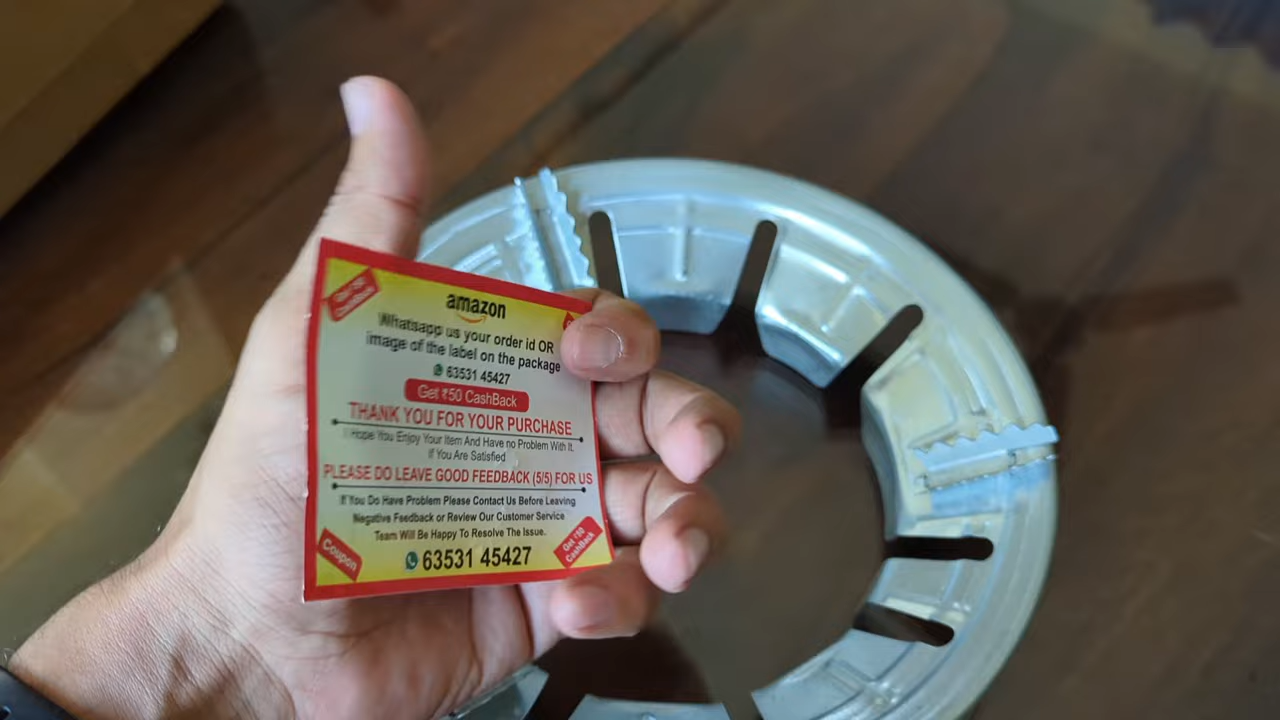 amazon
Whatsapp us your order id OR
image of the label on the package
63531 45427
Get ₹50 CashBack
THANK YOU FOR YOUR PURCHASE
I Hope You Enjoy Your Item And Have no Problem With It.
If You Are Satisfied
PLEASE DO LEAVE GOOD FEEDBACK (5/5) FOR US
If You Do Have Problem Please Contact Us Before Leaving
Negative Feedback or Review Our Customer Service
Team Will Be Happy To Resolve The Issue.
Coupon
63531 45427
Get ₹50
CashBack